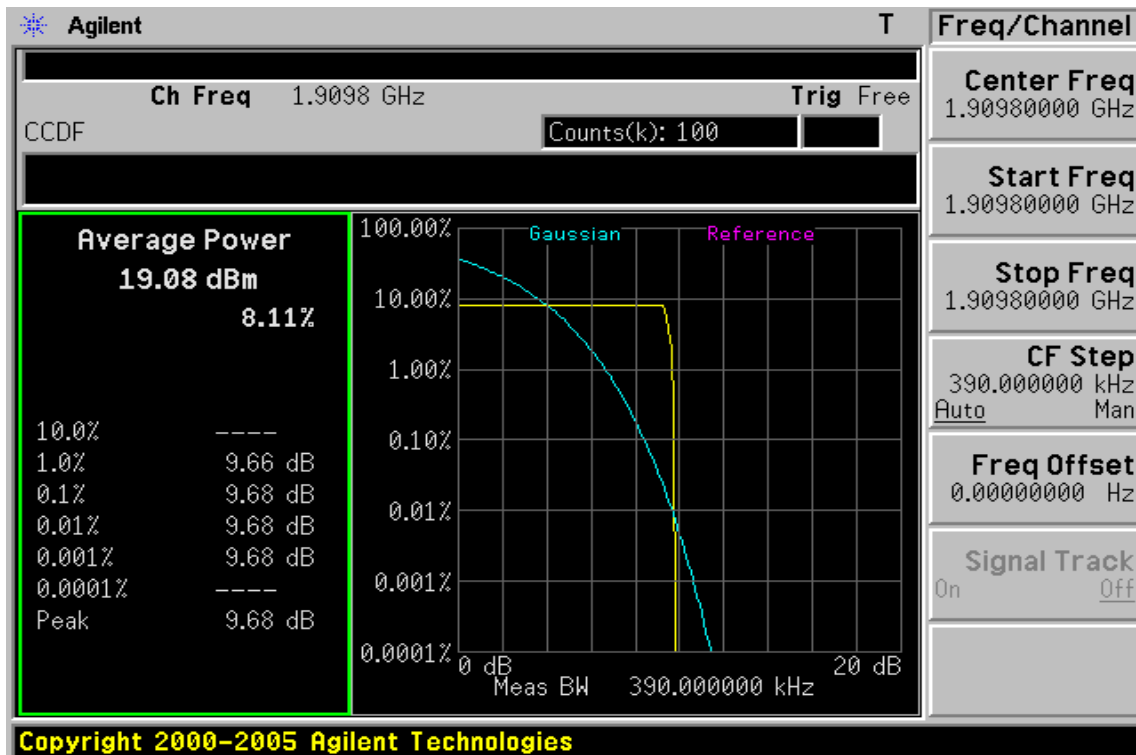 Agilent T Freq/Channel
Ch Freq 1.9098 GHz Trig Free
CCDF Counts(k): 100
Center Freq
1.90980000 GHz
Start Freq
1.90980000 GHz
Stop Freq
1.90980000 GHz
CF Step
390.000000 kHz
Auto Man
Freq Offset
0.00000000 Hz
Signal Track
On Off
Average Power
19.08 dBm
8.11%
10.0% ----
1.0% 9.66 dB
0.1% 9.68 dB
0.01% 9.68 dB
0.001% 9.68 dB
0.0001% ----
Peak 9.68 dB
Gaussian Reference
100.00%
10.00%
1.00%
0.10%
0.01%
0.001%
0.0001%
0 dB 20 dB
Meas BW 390.000000 kHz
Copyright 2000-2005 Agilent Technologies